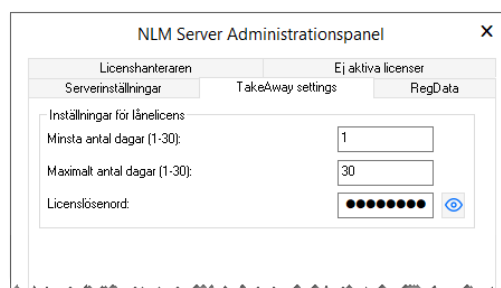 NLM Server Administrationspanel
Licenshanteraren
Ej aktiva licenser
Serverinställningar
TakeAway settings
RegData
Inställningar för lånelicens
Minsta antal dagar (1-30):
1
Maximalt antal dagar (1-30):
30
Licenslösenord: